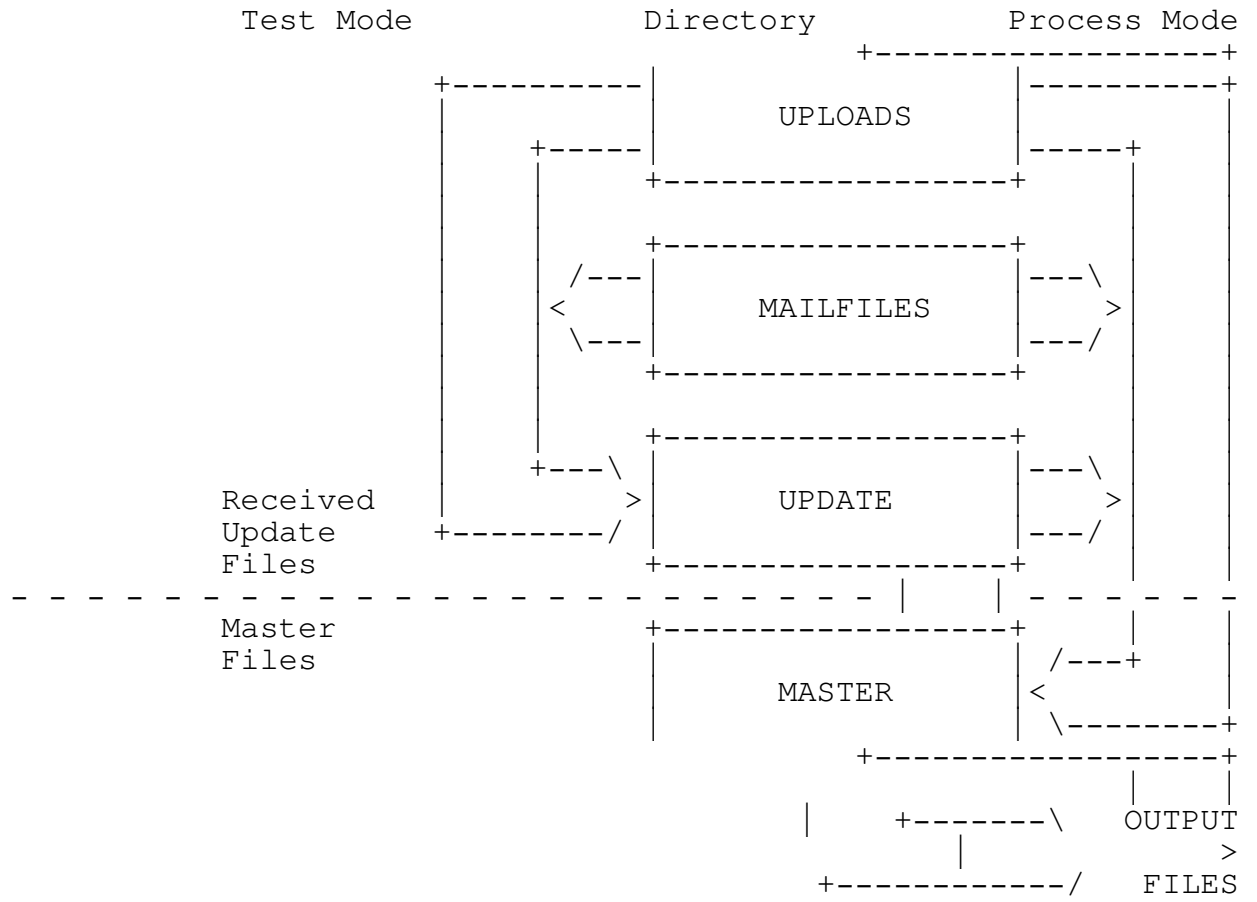 Test Mode Directory Process Mode
UPLOADS
MAILFILES
Received UPDATE
Update
Files
Master
Files
MASTER
OUTPUT
FILES